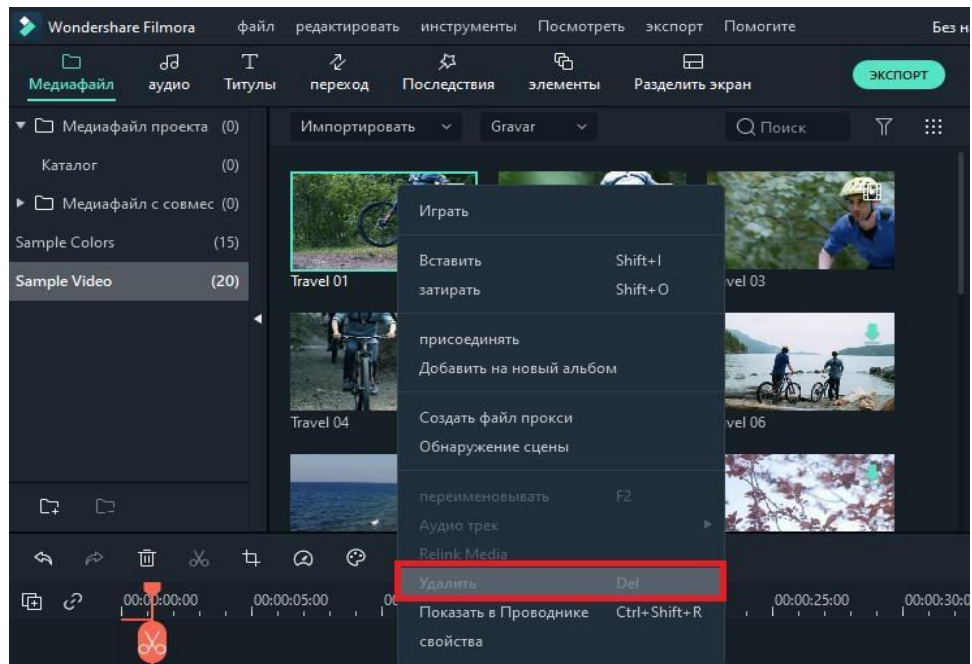 Wondershare Filmora файл редактировать инструменты Посмотреть экспорт Помогите Без н
Медиафайл аудио Титулы переход Последствия элементы Разделить экран ЭКСПОРТ
Медиафайл проекта (0) Импортировать Gravar Поиск
Каталог (0)
Медиафайл с совмес (0)
Sample Colors (15)
Sample Video (20)
Travel 01
vel 03
Travel 04
vel 06
Играть
Вставить Shift+I
затирать Shift+O
присоединять
Добавить на новый альбом
Создать файл прокси
Обнаружение сцены
переименовывать F2
Аудио трек
Relink Media
Удалить Del
Показать в Проводнике Ctrl+Shift+R
свойства
00:00:00:00 00:00:05:00 00 00:00:25:00 00:00:30:0